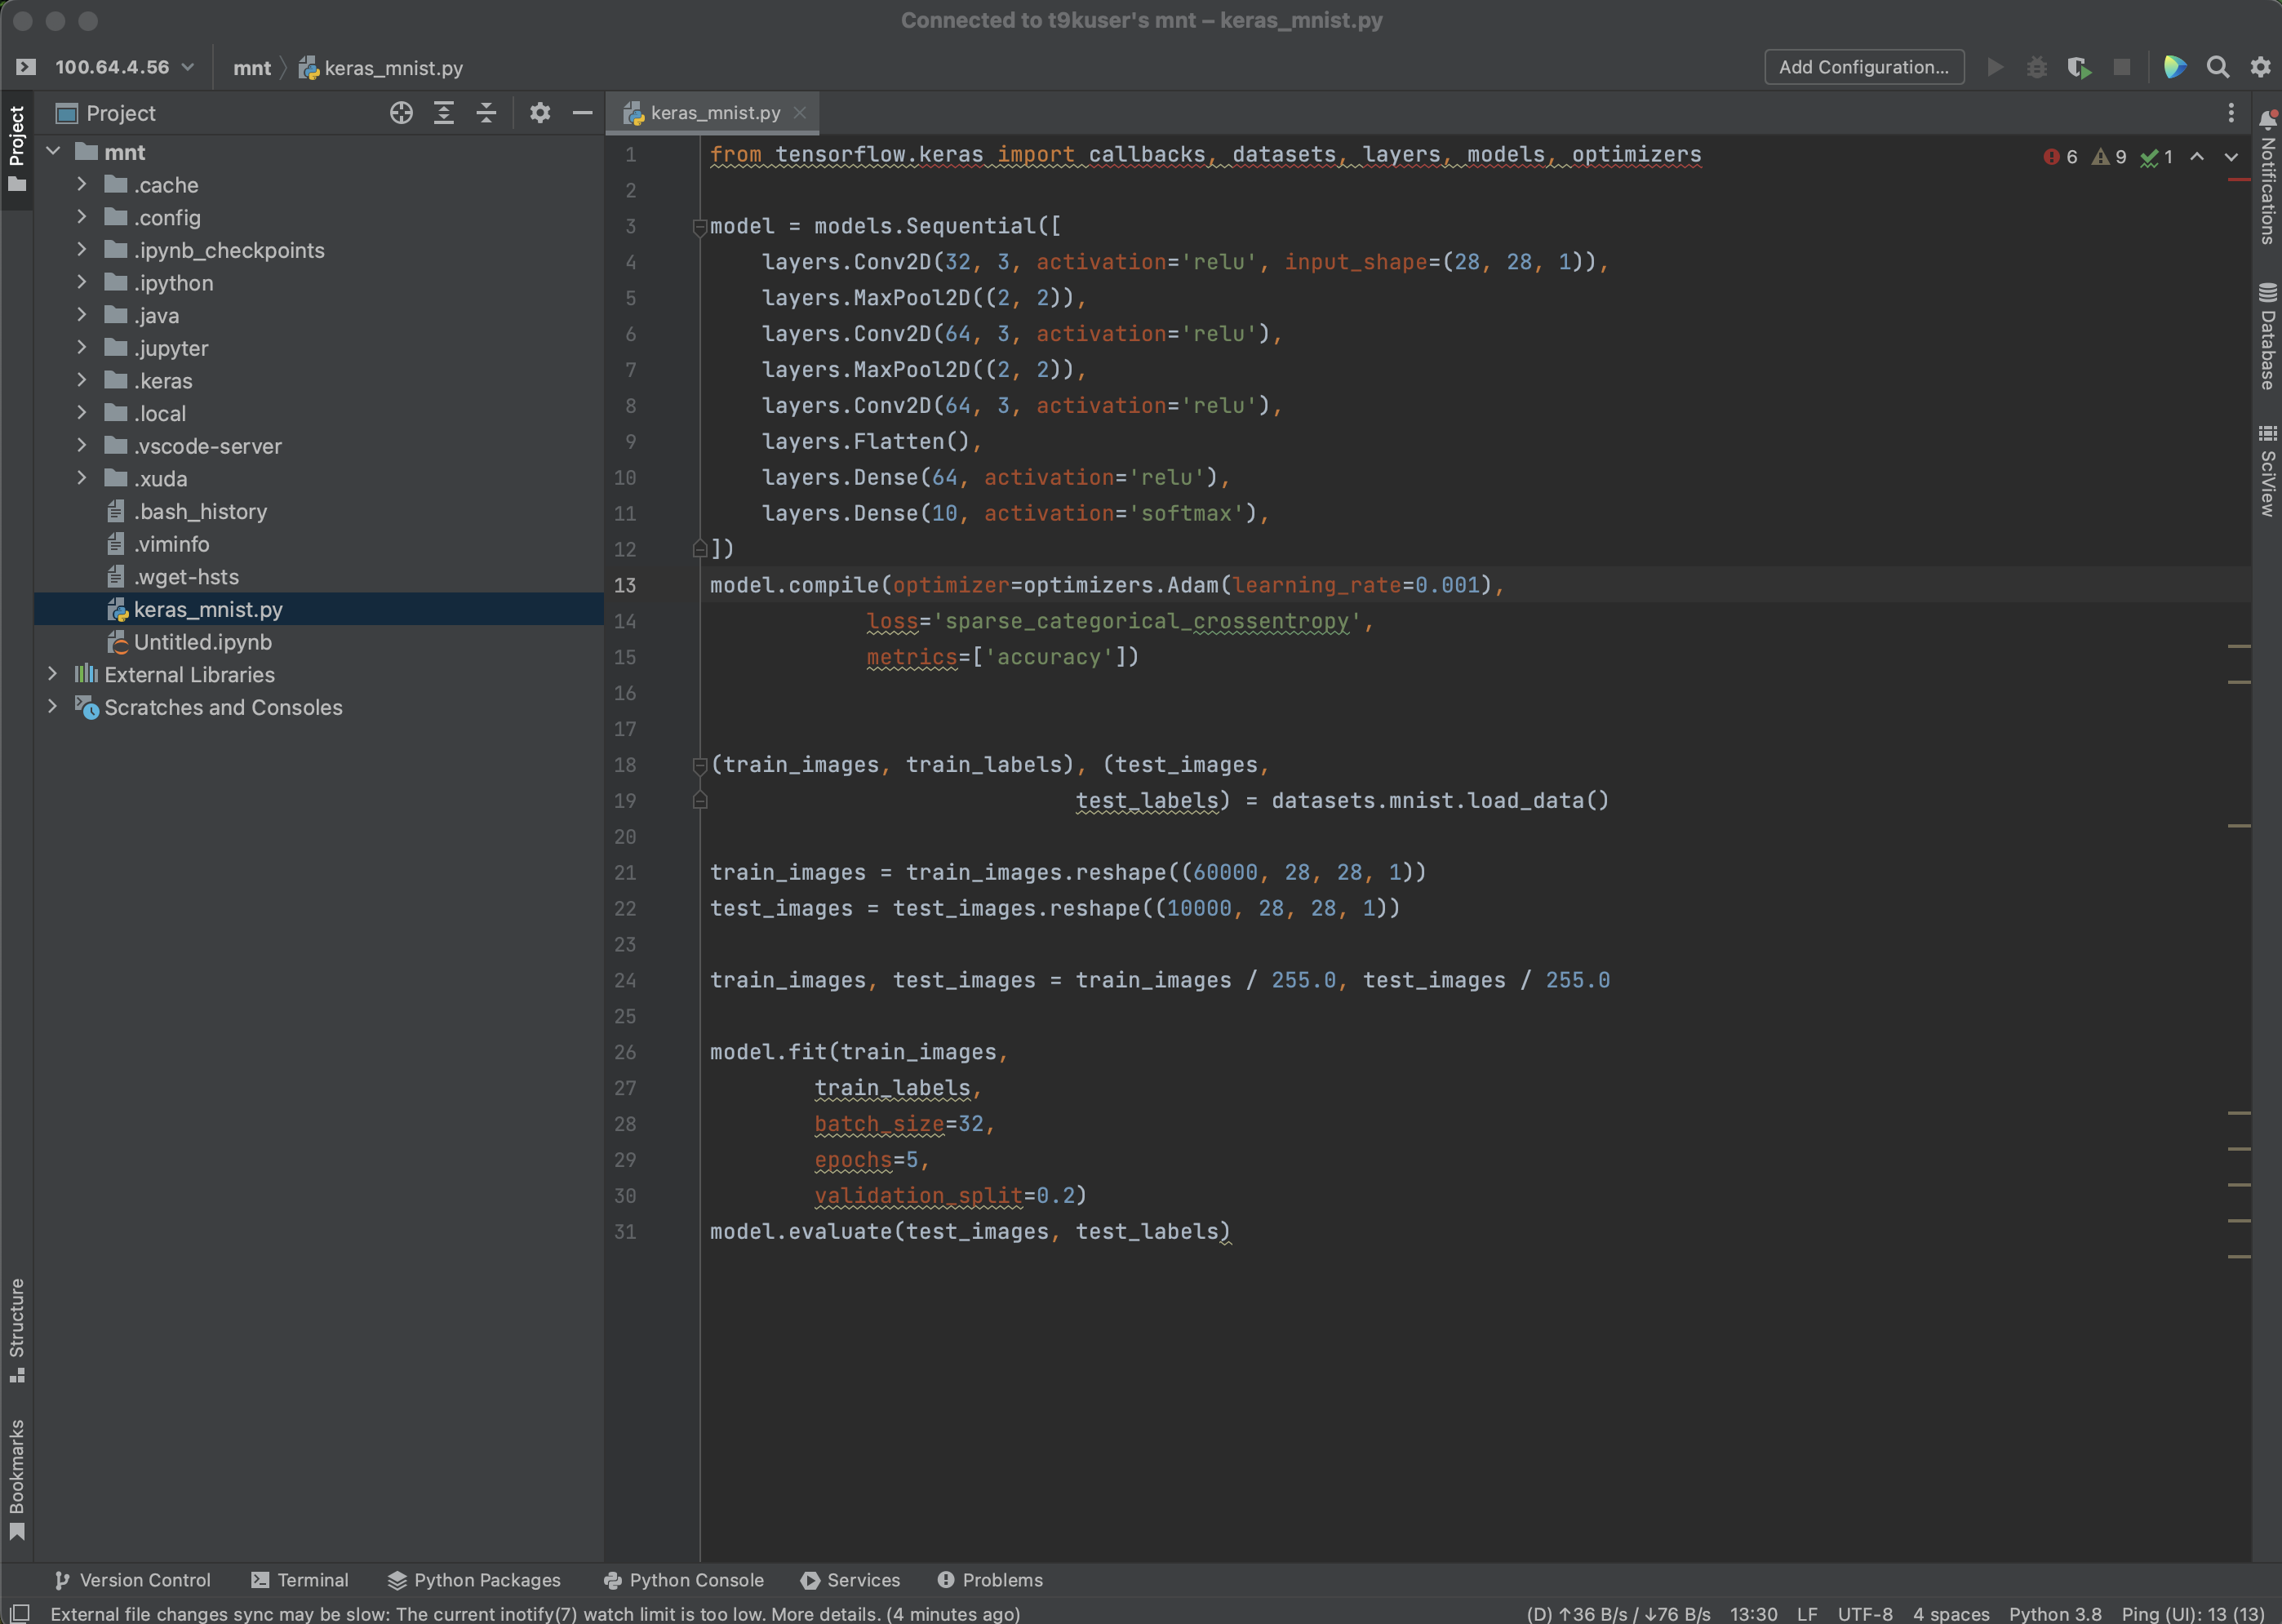 Connected to t9kuser's mnt – keras_mnist.py
100.64.4.56
mnt
keras_mnist.py
Add Configuration...
Project
Project
keras_mnist.py
mnt
.cache
.config
.ipynb_checkpoints
.ipython
.java
.jupyter
.keras
.local
.vscode-server
.xuda
.bash_history
.viminfo
.wget-hsts
keras_mnist.py
Untitled.ipynb
External Libraries
Scratches and Consoles
Structure
Bookmarks
6 9 1
1 from tensorflow.keras import callbacks, datasets, layers, models, optimizers
2
3 model = models.Sequential([
4 layers.Conv2D(32, 3, activation='relu', input_shape=(28, 28, 1)),
5 layers.MaxPool2D((2, 2)),
6 layers.Conv2D(64, 3, activation='relu'),
7 layers.MaxPool2D((2, 2)),
8 layers.Conv2D(64, 3, activation='relu'),
9 layers.Flatten(),
10 layers.Dense(64, activation='relu'),
11 layers.Dense(10, activation='softmax'),
12 ])
13 model.compile(optimizer=optimizers.Adam(learning_rate=0.001),
14 loss='sparse_categorical_crossentropy',
15 metrics=['accuracy'])
16
17
18 (train_images, train_labels), (test_images,
19 test_labels) = datasets.mnist.load_data()
20
21 train_images = train_images.reshape((60000, 28, 28, 1))
22 test_images = test_images.reshape((10000, 28, 28, 1))
23
24 train_images, test_images = train_images / 255.0, test_images / 255.0
25
26 model.fit(train_images,
27 train_labels,
28 batch_size=32,
29 epochs=5,
30 validation_split=0.2)
31 model.evaluate(test_images, test_labels)
Notifications
Database
SciView
Version Control
Terminal
Python Packages
Python Console
Services
Problems
External file changes sync may be slow: The current inotify(7) watch limit is too low. More details. (4 minutes ago)
(D) ↑36 B/s / ↓76 B/s 13:30 LF UTF-8 4 spaces Python 3.8 Ping (UI): 13 (13)